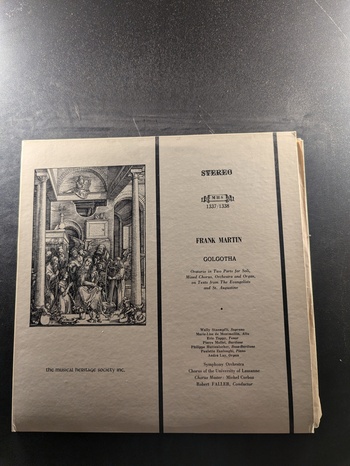 STEREO
MHS
1337/1338
FRANK MARTIN
GOLGOTHA
Oratorio in Two Parts for Soli,
Mixed Chorus, Orchestra and Organ,
on Texts from The Evangelists
and St. Augustine
Wally Staempfli, Soprano
Marie-Lise de Montmollin, Alto
Eric Tappy, Tenor
Pierre Mollet, Baritone
Philippe Huttenlocher, Bass-Baritone
Piano
André Luy, Organ
Symphony Orchestra
Chorus of the University of Lausanne
Chorus Master: Michel Corboz
Robert FALLER, Conductor
the musical heritage society inc.